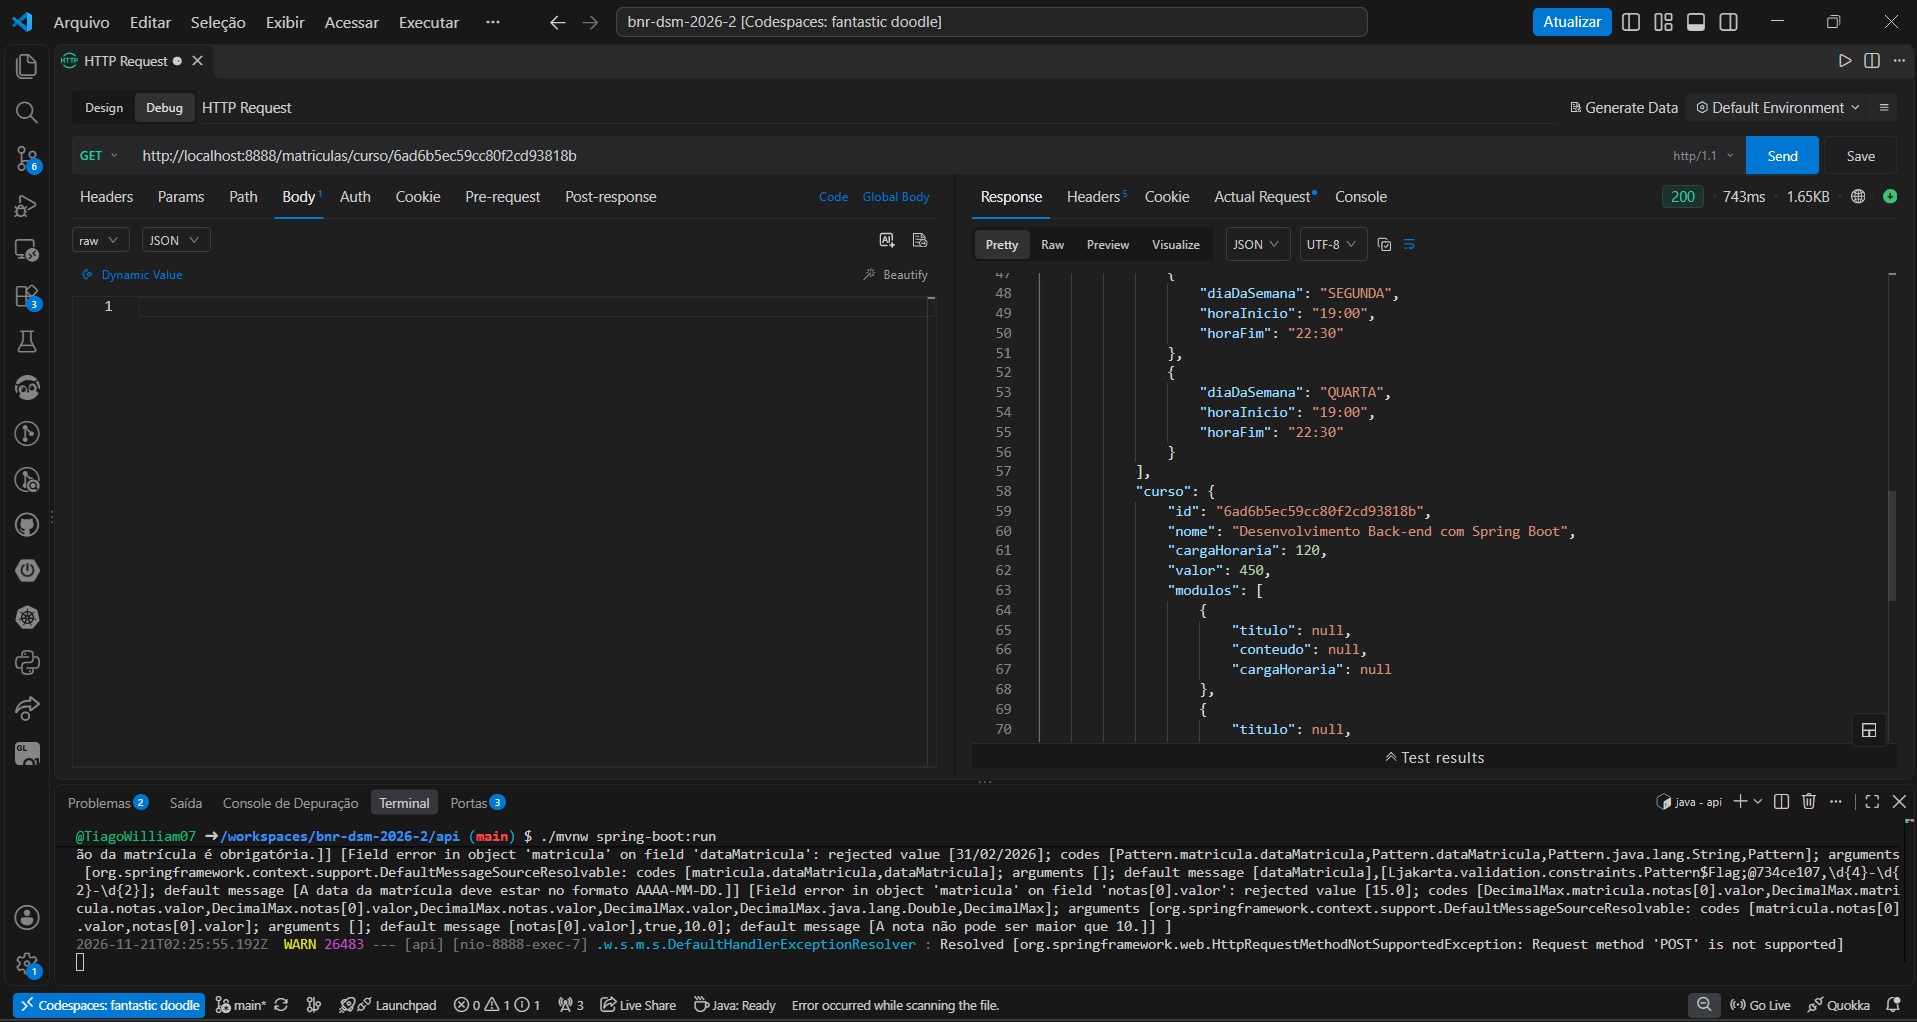 Arquivo Editar Seleção Exibir Acessar Executar ··· bnr-dsm-2026-2 [Codespaces: fantastic doodle] Atualizar
HTTP HTTP Request
Design Debug HTTP Request Generate Data Default Environment
GET http://localhost:8888/matriculas/curso/6ad6b5ec59cc80f2cd93818b http/1.1 Send Save
Headers Params Path Body 1 Auth Cookie Pre-request Post-response Code Global Body
Response Headers 5 Cookie Actual Request Console 200 743ms 1.65KB
raw JSON
Pretty Raw Preview Visualize JSON UTF-8
Dynamic Value Beautify
1
47 {
48 "diaDaSemana": "SEGUNDA",
49 "horaInicio": "19:00",
50 "horaFim": "22:30"
51 },
52 {
53 "diaDaSemana": "QUARTA",
54 "horaInicio": "19:00",
55 "horaFim": "22:30"
56 }
57 ],
58 "curso": {
59 "id": "6ad6b5ec59cc80f2cd93818b",
60 "nome": "Desenvolvimento Back-end com Spring Boot",
61 "cargaHoraria": 120,
62 "valor": 450,
63 "modulos": [
64 {
65 "titulo": null,
66 "conteudo": null,
67 "cargaHoraria": null
68 },
69 {
70 "titulo": null,
Test results
6
3
GL
1
Problemas 2 Saída Console de Depuração Terminal Portas 3 java - api
@TiagoWilliam07 ➜ /workspaces/bnr-dsm-2026-2/api (main) $ ./mvnw spring-boot:run
ão da matrícula é obrigatória.]] [Field error in object 'matricula' on field 'dataMatricula': rejected value [31/02/2026]; codes [Pattern.matricula.dataMatricula,Pattern.dataMatricula,Pattern.java.lang.String,Pattern]; arguments
[org.springframework.context.support.DefaultMessageSourceResolvable: codes [matricula.dataMatricula,dataMatricula]; arguments []; default message [dataMatricula],[Ljakarta.validation.constraints.Pattern$Flag;@734ce107,\d{4}-\d{
2}-\d{2}]; default message [A data da matrícula deve estar no formato AAAA-MM-DD.]] [Field error in object 'matricula' on field 'notas[0].valor': rejected value [15.0]; codes [DecimalMax.matricula.notas[0].valor,DecimalMax.matri
cula.notas.valor,DecimalMax.notas[0].valor,DecimalMax.notas.valor,DecimalMax.valor,DecimalMax.java.lang.Double,DecimalMax]; arguments [org.springframework.context.support.DefaultMessageSourceResolvable: codes [matricula.notas[0]
.valor,notas[0].valor]; arguments []; default message [notas[0].valor],true,10.0]; default message [A nota não pode ser maior que 10.]] ]
2026-11-21T02:25:55.192Z WARN 26483 --- [api] [nio-8888-exec-7] .w.s.m.s.DefaultHandlerExceptionResolver : Resolved [org.springframework.web.HttpRequestMethodNotSupportedException: Request method 'POST' is not supported]
Codespaces: fantastic doodle main* Launchpad 0 1 1 3 Live Share Java: Ready Error occurred while scanning the file. Go Live Quokka